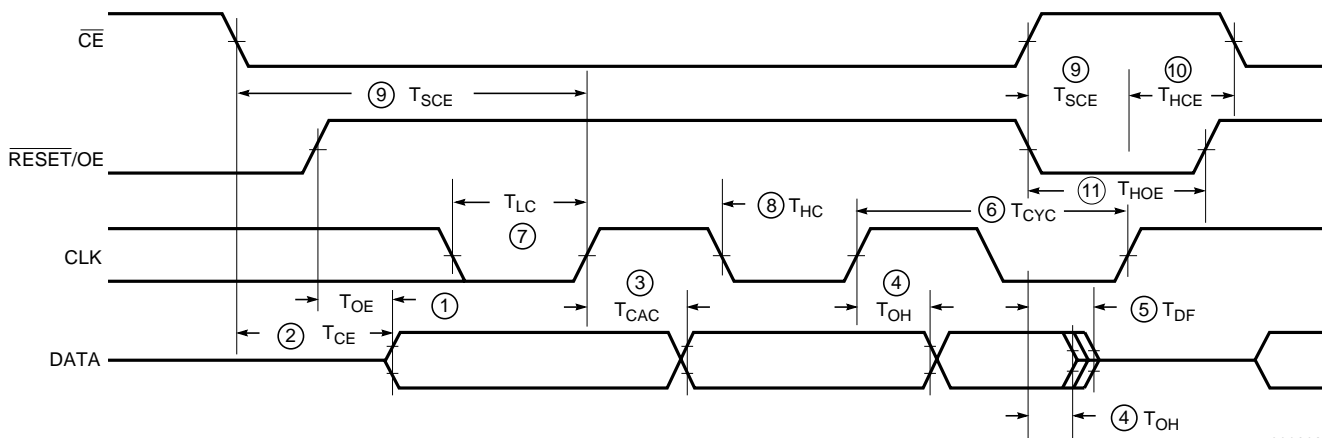 CE
⑨ T_SCE
⑨ T_SCE
⑩ T_HCE
RESET/OE
T_LC ⑦
⑧ T_HC
⑪ T_HOE
⑥ T_CYC
CLK
T_OE ①
③ T_CAC
④ T_OH
⑤ T_DF
② T_CE
DATA
④ T_OH